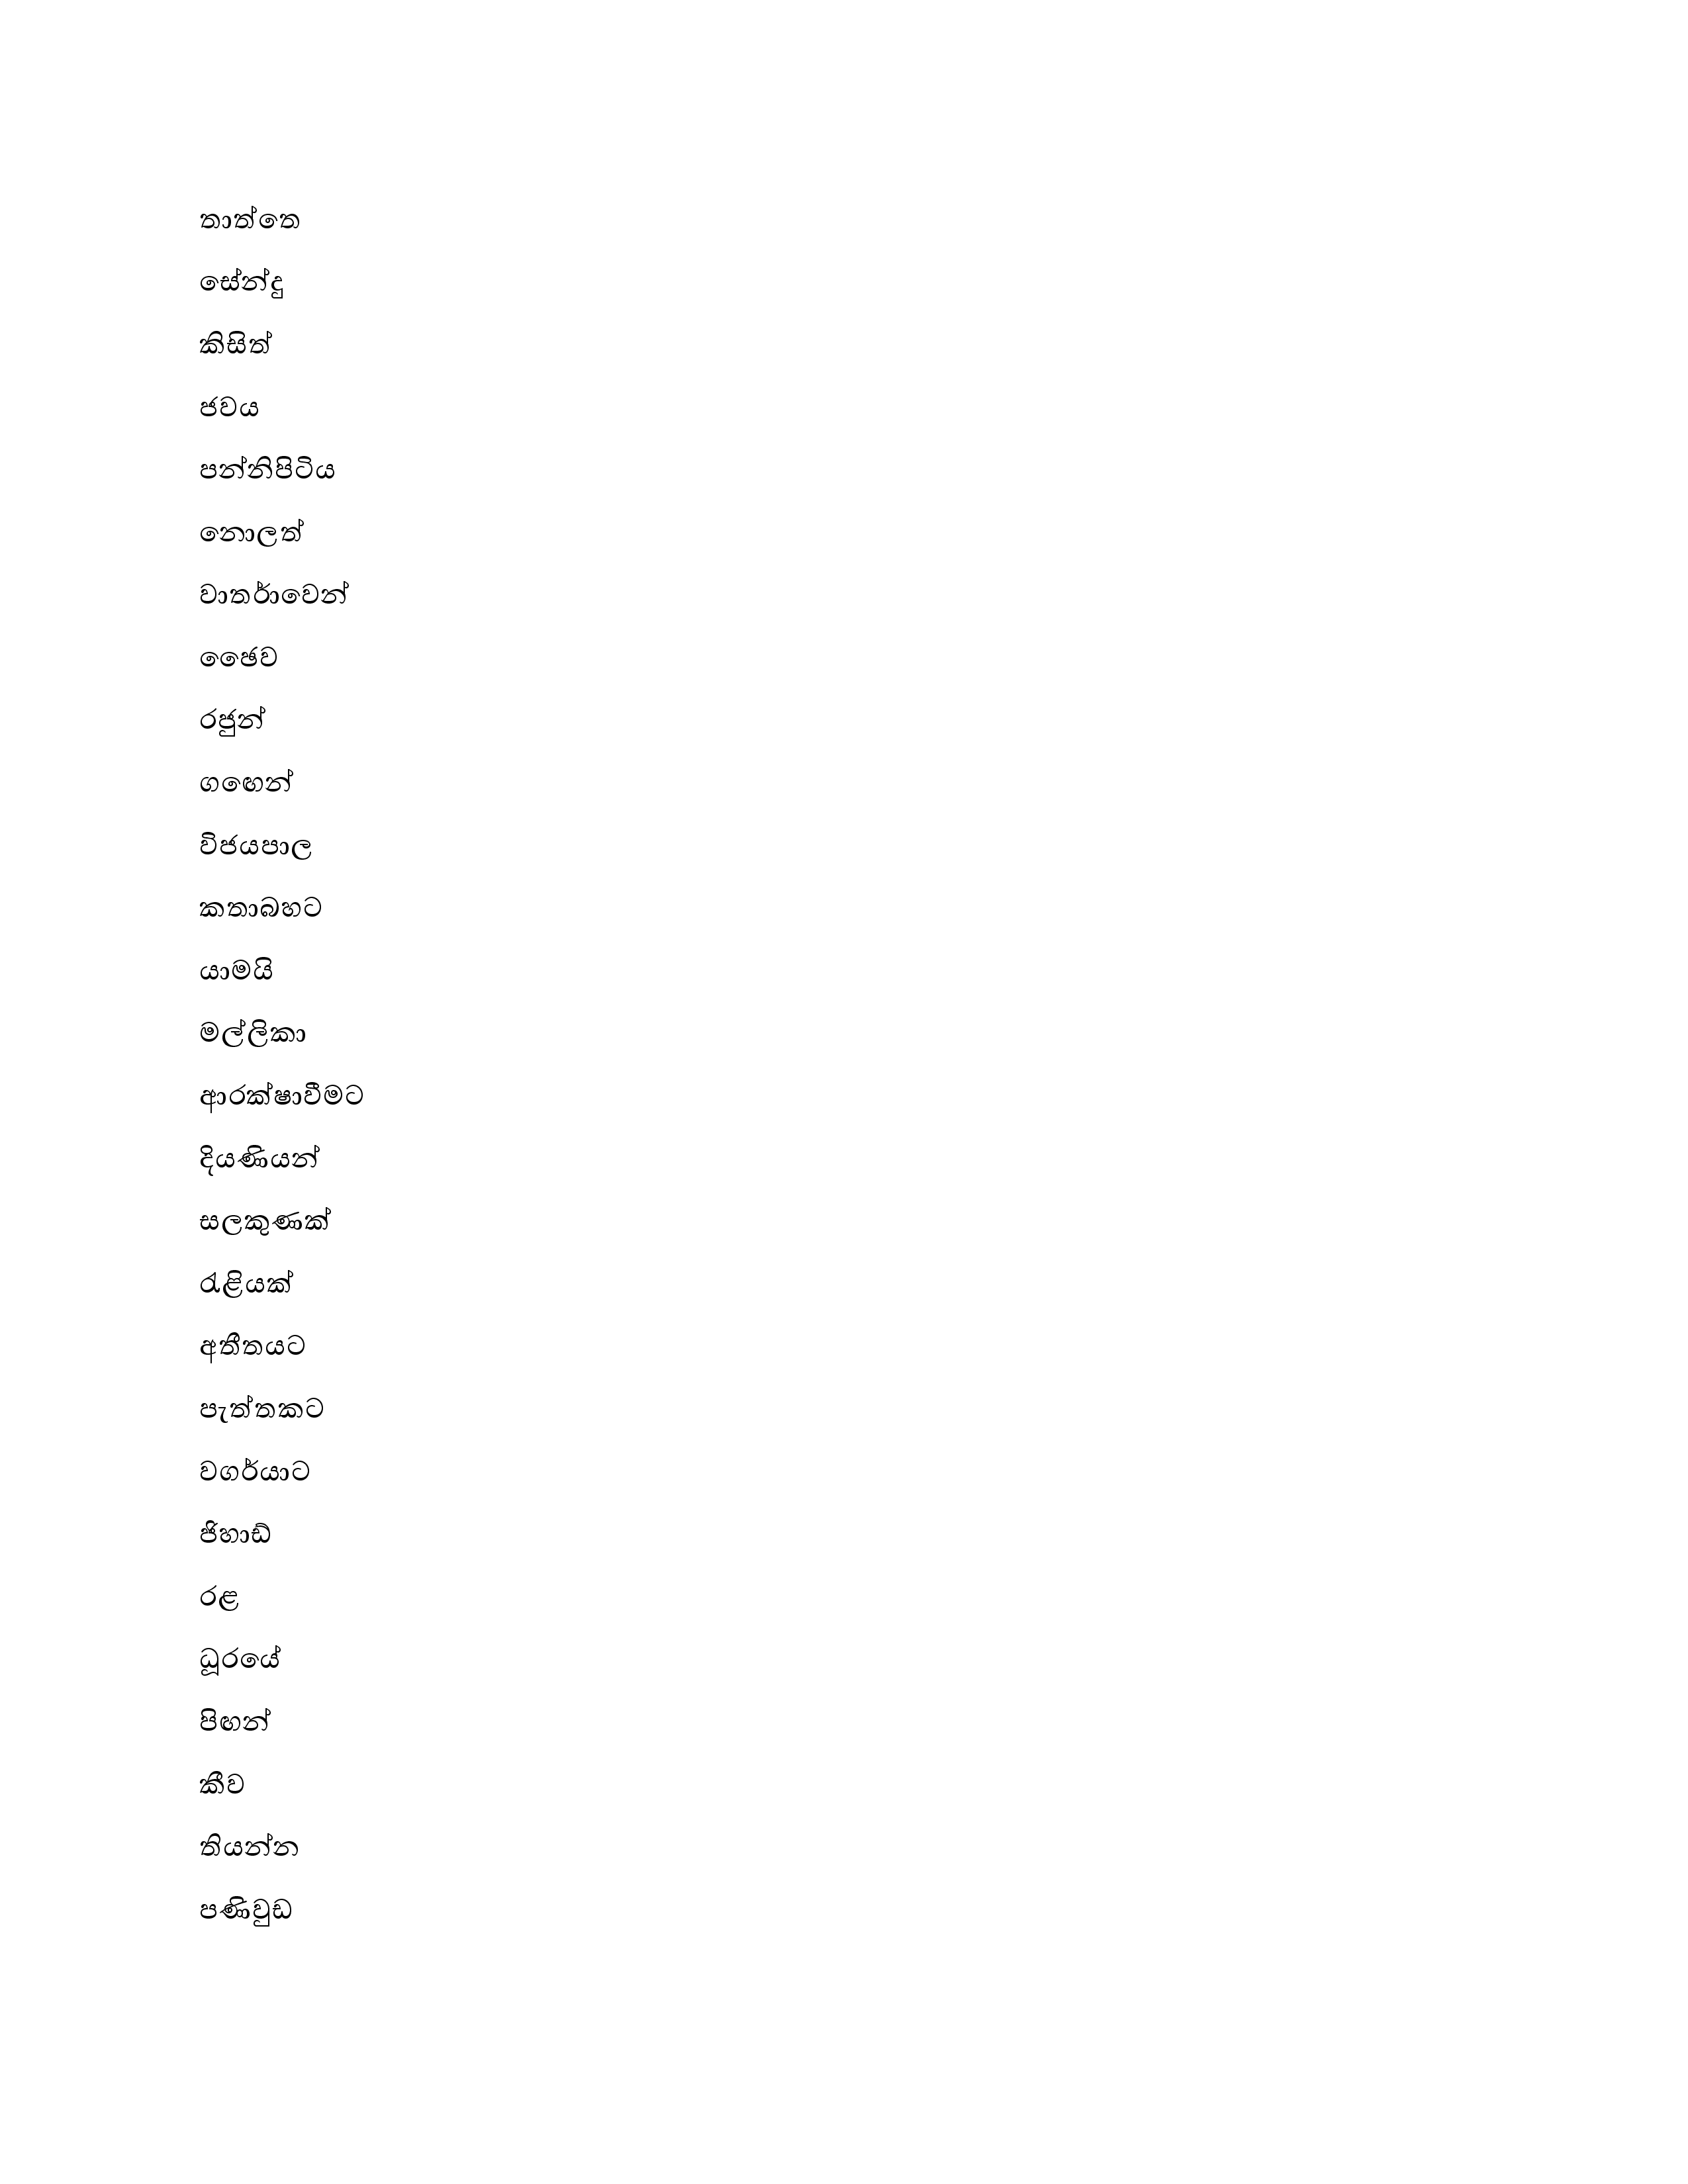 තාත්තෙ
සේන්දු
කිසිත්
ජවය
පන්නිපිටිය
නොලත්
වාර්තාවෙන්
ඡෛව
රජුන්
ගඟෙන්
විජයපාල
කතාබහට
යාමයි
මල්ලිකා
ආරක්ෂාවීමට
දියණියන්
සලකුණක්
රැළියක්
අතීතයට
පැත්තකට
වගර්යාට
ජිහාඩ්
රළ
ධූරයේ
පිඟන්
කීව
තියන්න
පණිවුඩ